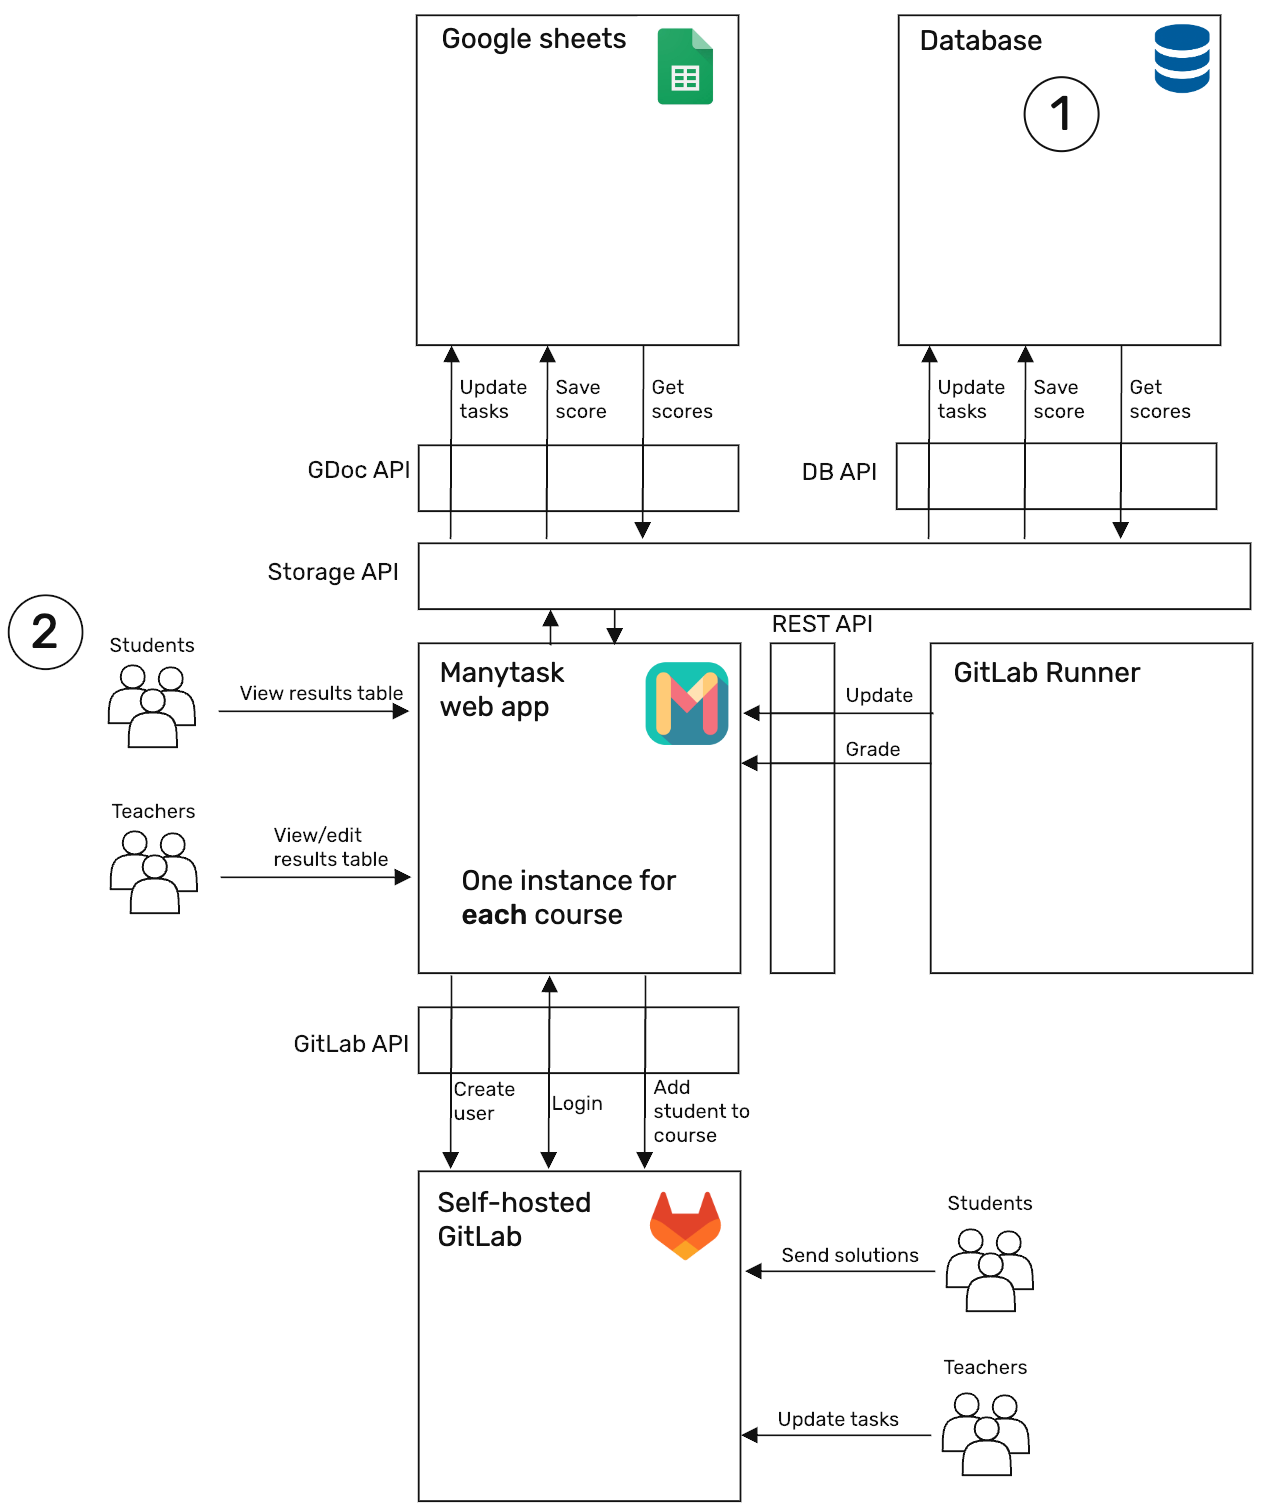 Google sheets
Database
1
Update
tasks
Save
score
Get
scores
Update
tasks
Save
score
Get
scores
GDoc API
DB API
Storage API
2
REST API
Students
View results table
Manytask
web app
Update
Grade
GitLab Runner
Teachers
View/edit
results table
One instance for
each course
GitLab API
Create
user
Login
Add
student to
course
Self-hosted
GitLab
Students
Send solutions
Teachers
Update tasks